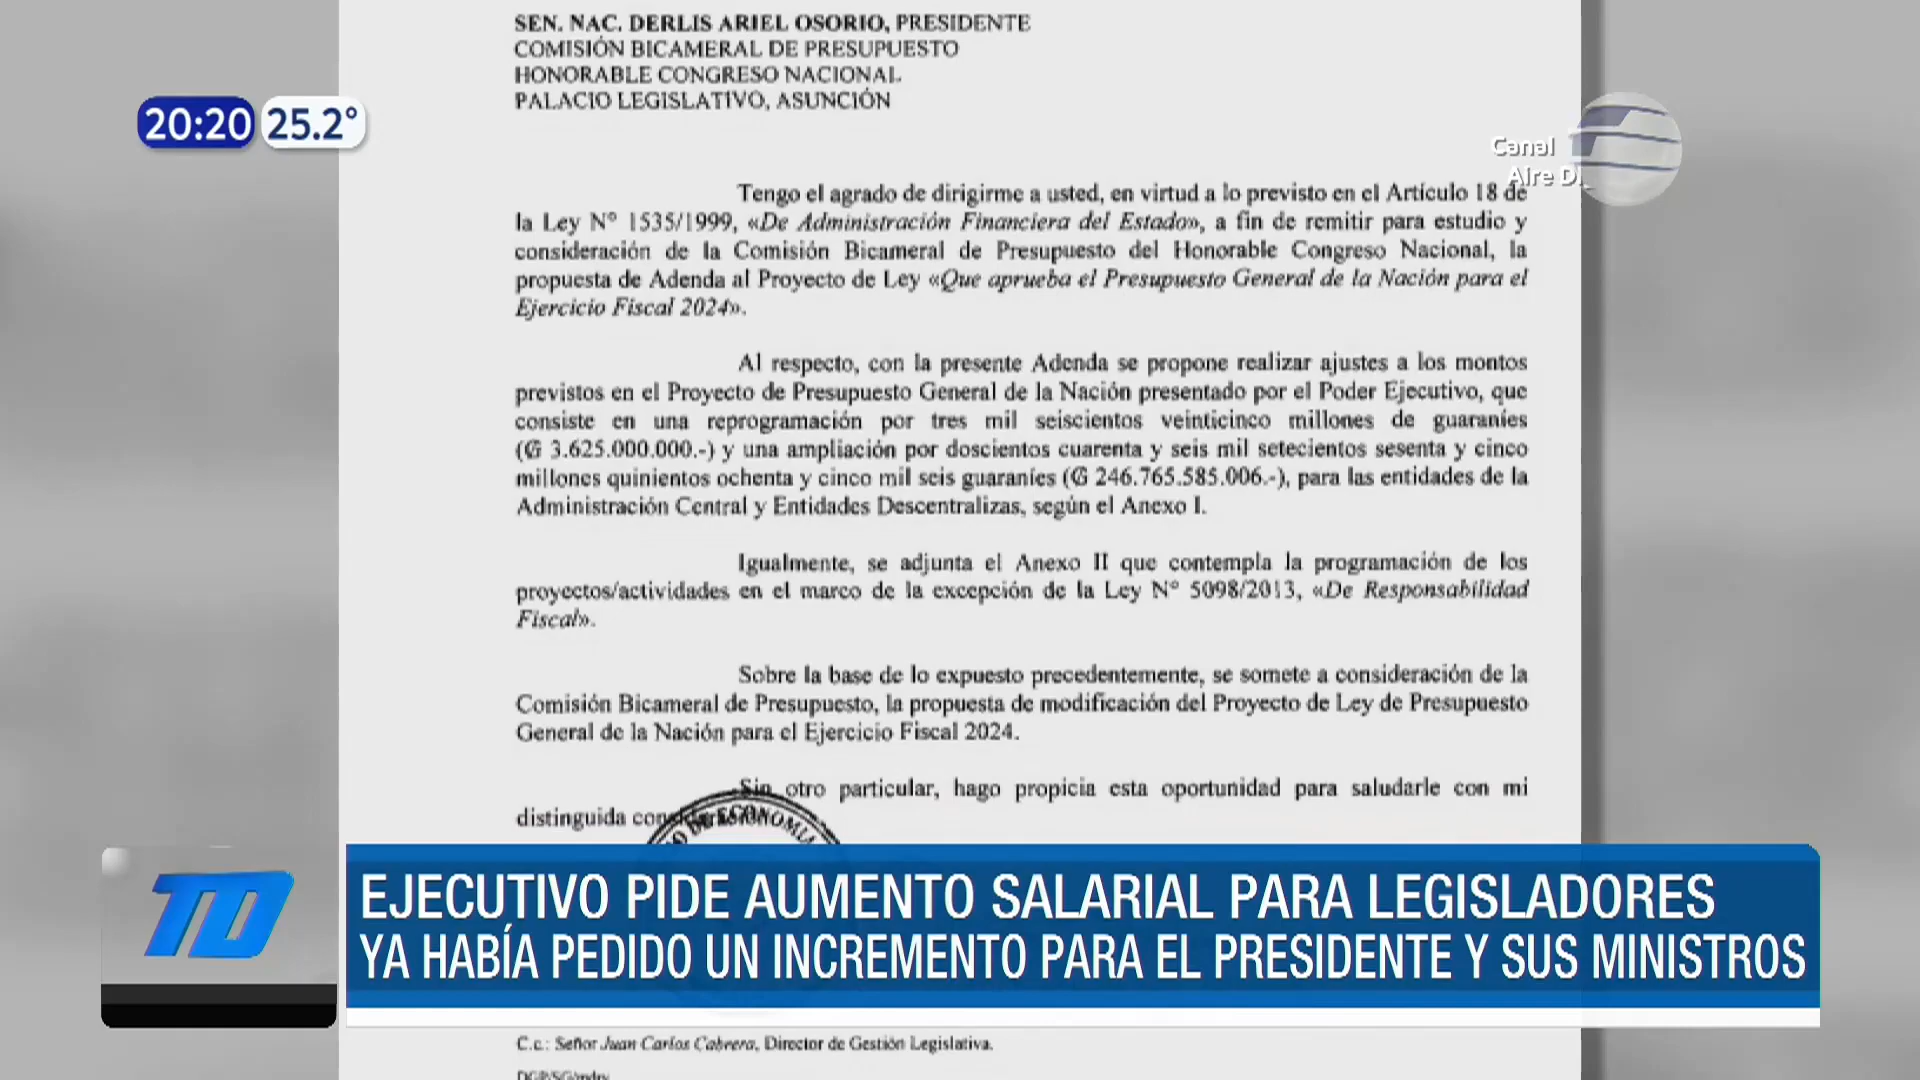 SEN. NAC. DERLIS ARIEL OSORIO, PRESIDENTE
COMISIÓN BICAMERAL DE PRESUPUESTO
HONORABLE CONGRESO NACIONAL
PALACIO LEGISLATIVO, ASUNCIÓN
20:20 25.2°
Canal
Aire D
Tengo el agrado de dirigirme a usted, en virtud a lo previsto en el Artículo 18 de
la Ley N° 1535/1999, «De Administración Financiera del Estado», a fin de remitir para estudio y
consideración de la Comisión Bicameral de Presupuesto del Honorable Congreso Nacional, la
propuesta de Adenda al Proyecto de Ley «Que aprueba el Presupuesto General de la Nación para el
Ejercicio Fiscal 2024».
Al respecto, con la presente Adenda se propone realizar ajustes a los montos
previstos en el Proyecto de Presupuesto General de la Nación presentado por el Poder Ejecutivo, que
consiste en una reprogramación por tres mil seiscientos veinticinco millones de guaraníes
(₲ 3.625.000.000.-) y una ampliación por doscientos cuarenta y seis mil setecientos sesenta y cinco
millones quinientos ochenta y cinco mil seis guaraníes (₲ 246.765.585.006.-), para las entidades de la
Administración Central y Entidades Descentralizas, según el Anexo I.
Igualmente, se adjunta el Anexo II que contempla la programación de los
proyectos/actividades en el marco de la excepción de la Ley N° 5098/2013, «De Responsabilidad
Fiscal».
Sobre la base de lo expuesto precedentemente, se somete a consideración de la
Comisión Bicameral de Presupuesto, la propuesta de modificación del Proyecto de Ley de Presupuesto
General de la Nación para el Ejercicio Fiscal 2024.
Sin otro particular, hago propicia esta oportunidad para saludarle con mi
distinguida
DE ECONOMIA
TD
EJECUTIVO PIDE AUMENTO SALARIAL PARA LEGISLADORES
YA HABÍA PEDIDO UN INCREMENTO PARA EL PRESIDENTE Y SUS MINISTROS
C.c.: Señor Juan Carlos Cabrera, Director de Gestión Legislativa.